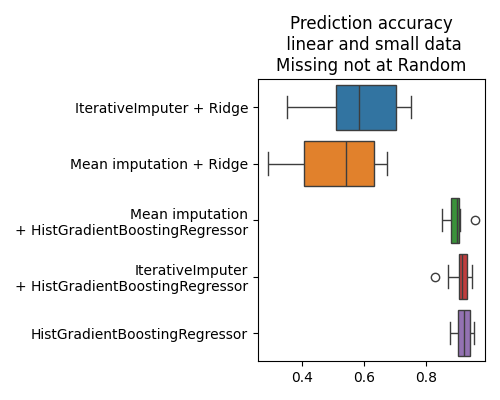 Prediction accuracy
linear and small data
Missing not at Random
IterativeImputer + Ridge
Mean imputation + Ridge
Mean imputation
+ HistGradientBoostingRegressor
IterativeImputer
+ HistGradientBoostingRegressor
HistGradientBoostingRegressor
0.4 0.6 0.8